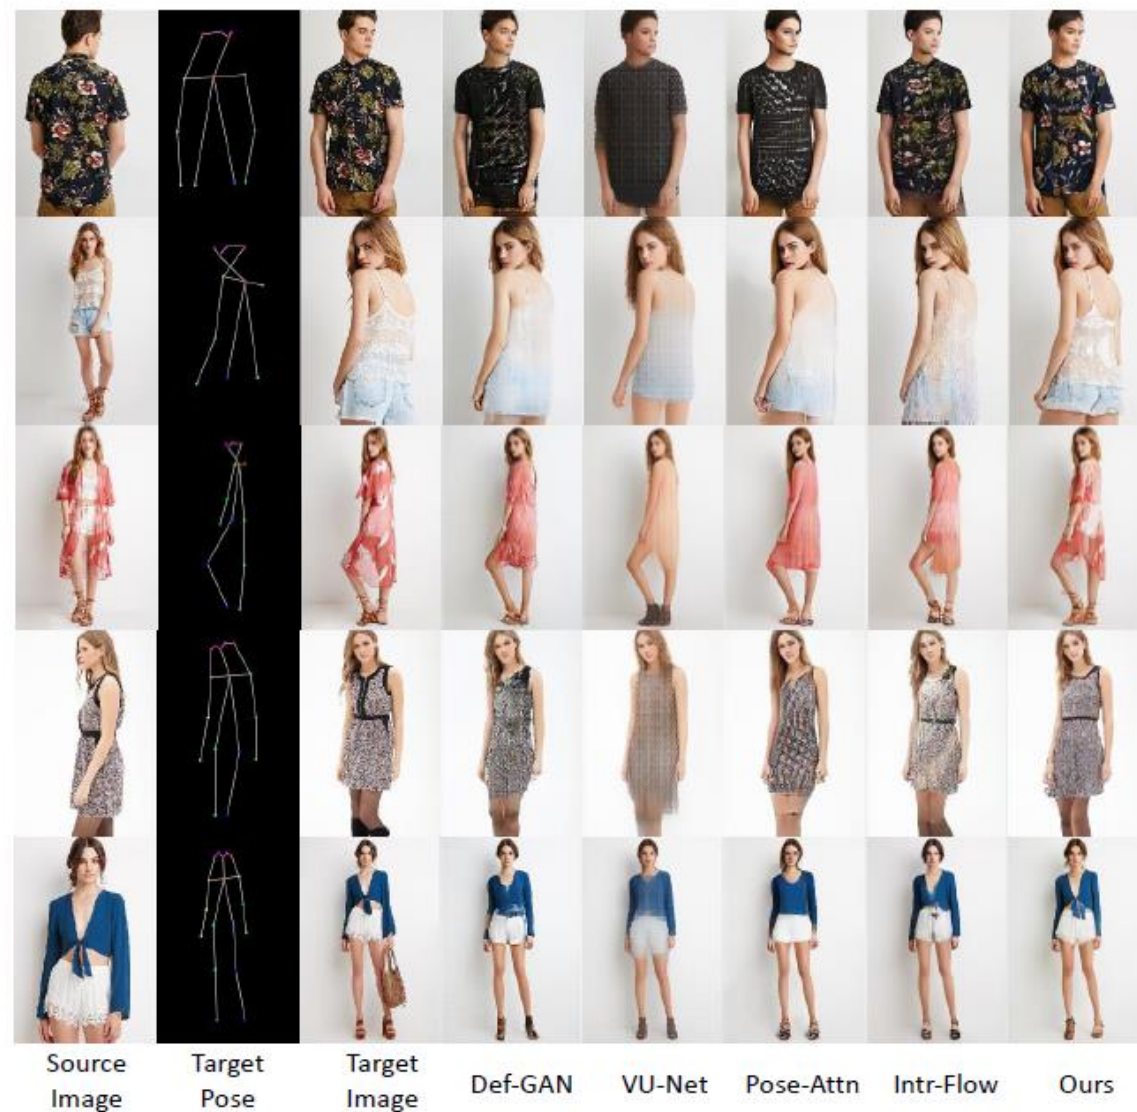 Source Target Target
Image Pose Image Def-GAN VU-Net Pose-Attn Intr-Flow Ours